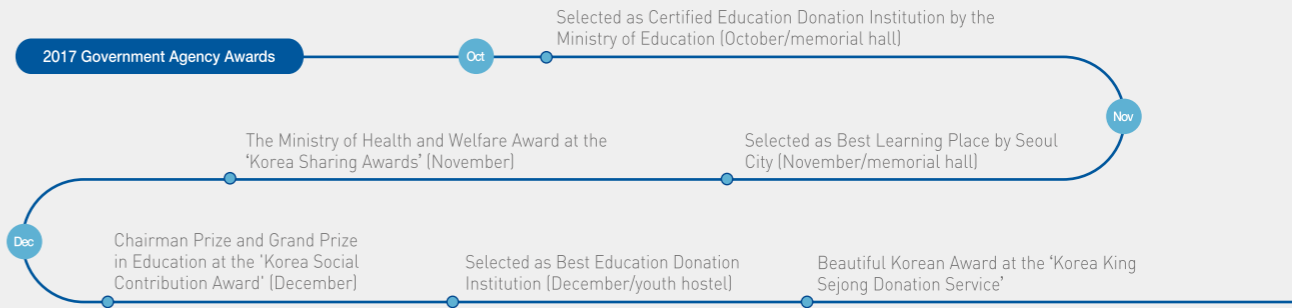 Selected as Certified Education Donation Institution by the
Ministry of Education (October/memorial hall)
2017 Government Agency Awards
Oct
Nov
The Ministry of Health and Welfare Award at the
‘Korea Sharing Awards’ (November)
Selected as Best Learning Place by Seoul
City (November/memorial hall)
Dec
Chairman Prize and Grand Prize
in Education at the 'Korea Social
Contribution Award' (December)
Selected as Best Education Donation
Institution (December/youth hostel)
Beautiful Korean Award at the ‘Korea King
Sejong Donation Service’